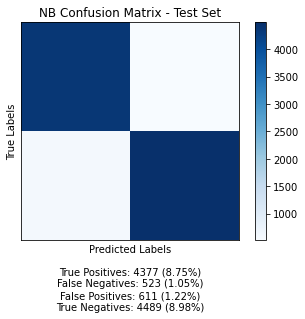 NB Confusion Matrix - Test Set
True Labels
Predicted Labels
4000
3500
3000
2500
2000
1500
1000
True Positives: 4377 (8.75%)
False Negatives: 523 (1.05%)
False Positives: 611 (1.22%)
True Negatives: 4489 (8.98%)